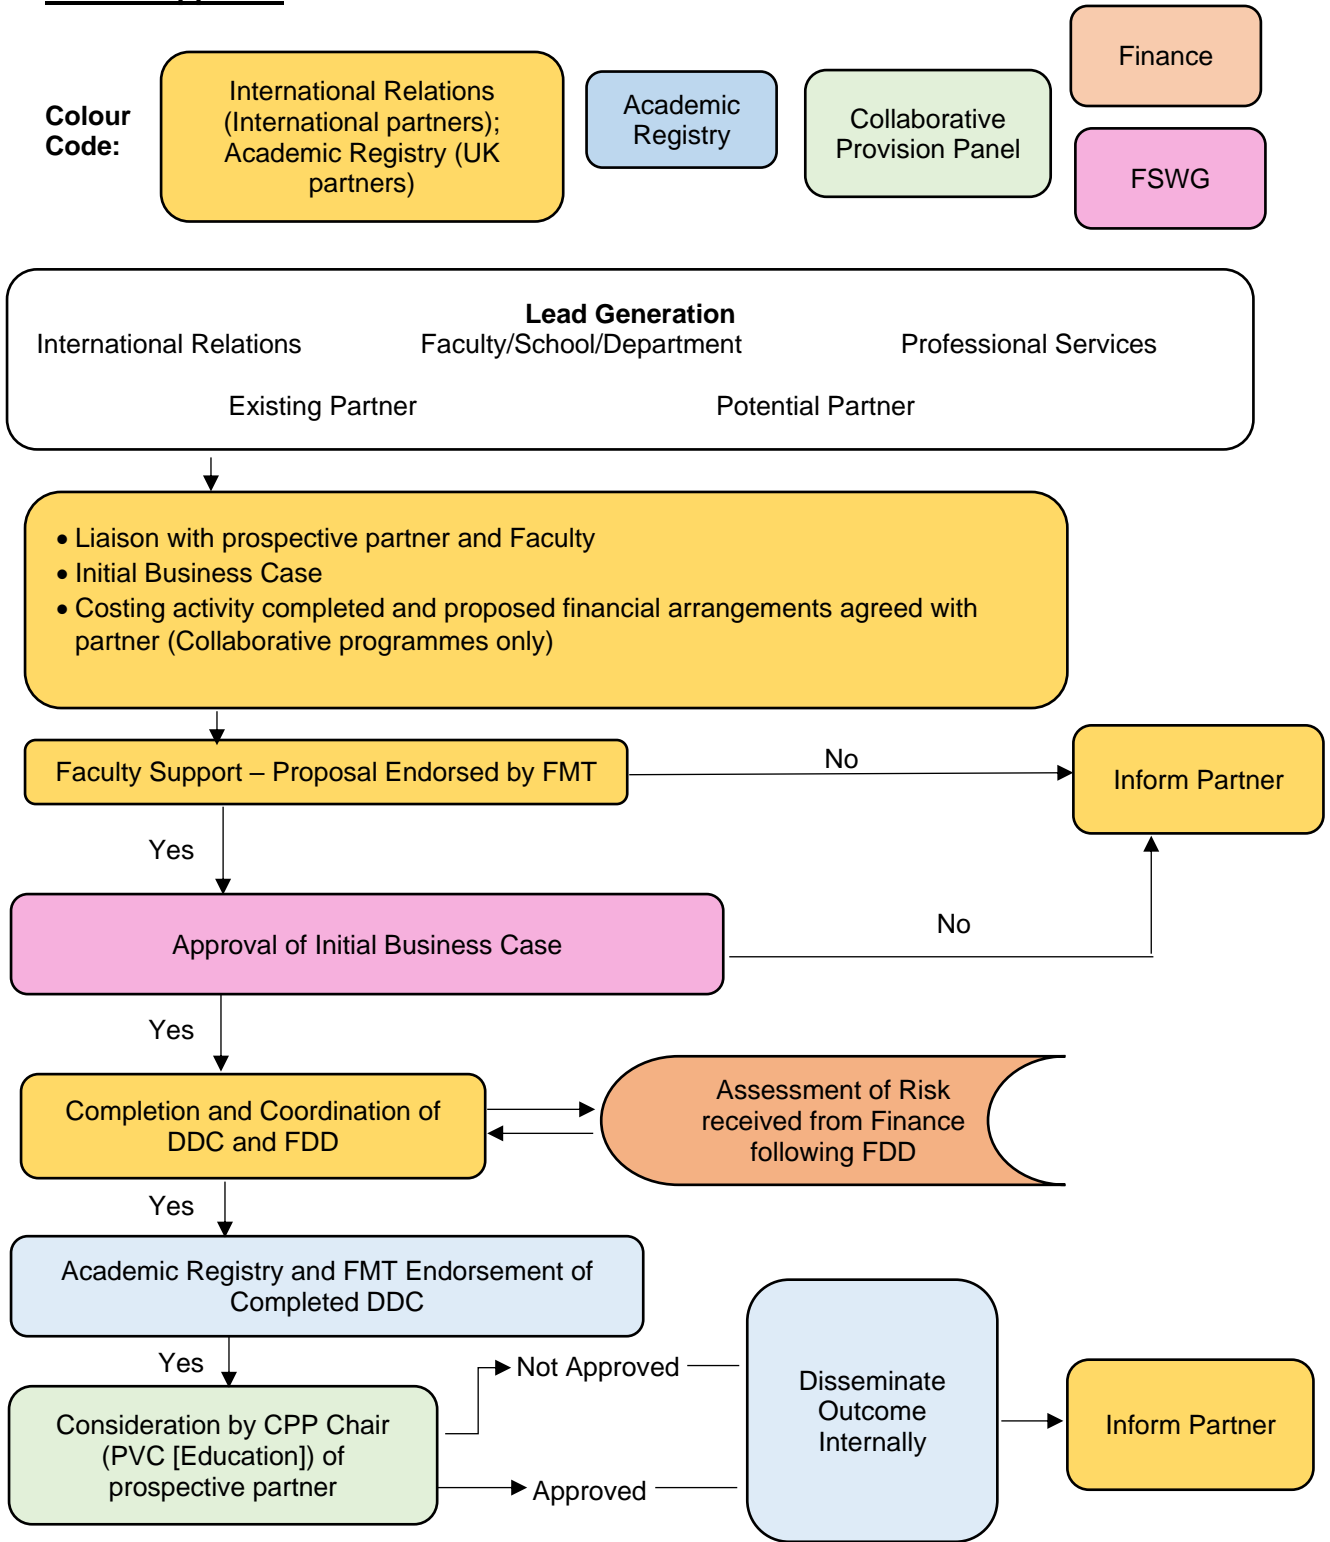 Colour
Code:
International Relations
(International partners);
Academic Registry (UK
partners)
Academic
Registry
Collaborative
Provision Panel
Finance
FSWG
Lead Generation
International Relations Faculty/School/Department Professional Services
Existing Partner Potential Partner
• Liaison with prospective partner and Faculty
• Initial Business Case
• Costing activity completed and proposed financial arrangements agreed with
partner (Collaborative programmes only)
Faculty Support – Proposal Endorsed by FMT
No
Inform Partner
Yes
Approval of Initial Business Case
No
Yes
Completion and Coordination of
DDC and FDD
Assessment of Risk
received from Finance
following FDD
Yes
Academic Registry and FMT Endorsement of
Completed DDC
Yes
Consideration by CPP Chair
(PVC [Education]) of
prospective partner
Not Approved
Approved
Disseminate
Outcome
Internally
Inform Partner